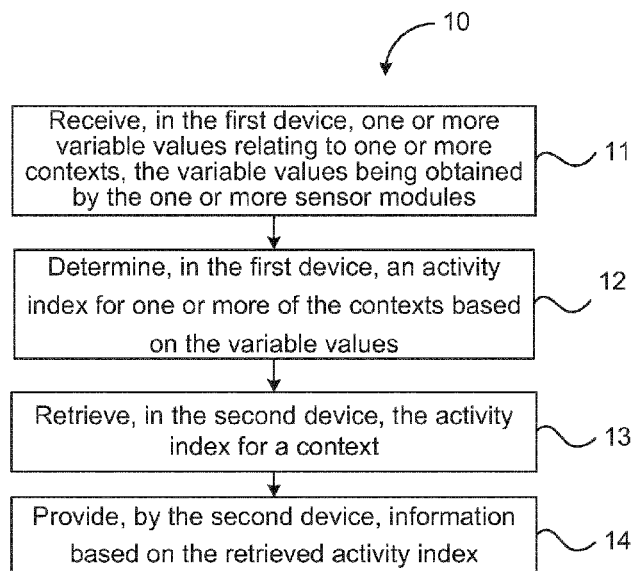 10
Receive, in the first device, one or more
variable values relating to one or more
contexts, the variable values being obtained
by the one or more sensor modules
11
Determine, in the first device, an activity
index for one or more of the contexts based
on the variable values
12
Retrieve, in the second device, the activity
index for a context
13
Provide, by the second device, information
based on the retrieved activity index
14